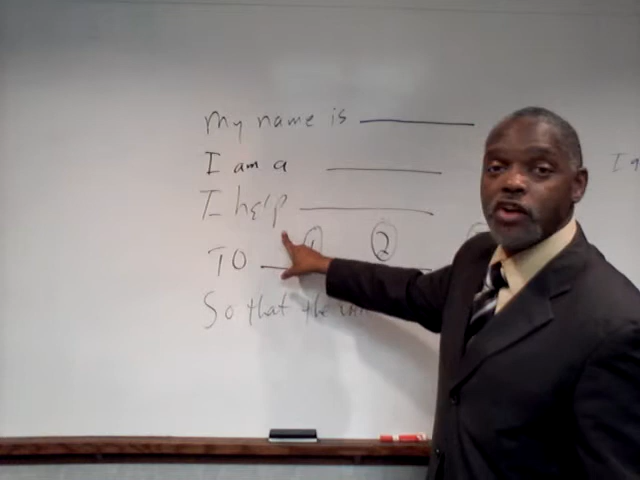 My name is
I am a
I help
① ②
TO
So that the